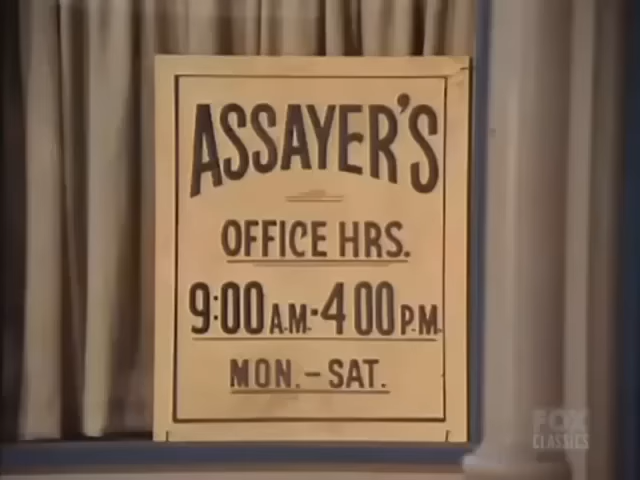 ASSAYER'S
OFFICE HRS.
9:00 A.M. - 4 00 P.M.
MON. - SAT.
FOX
CLASSICS